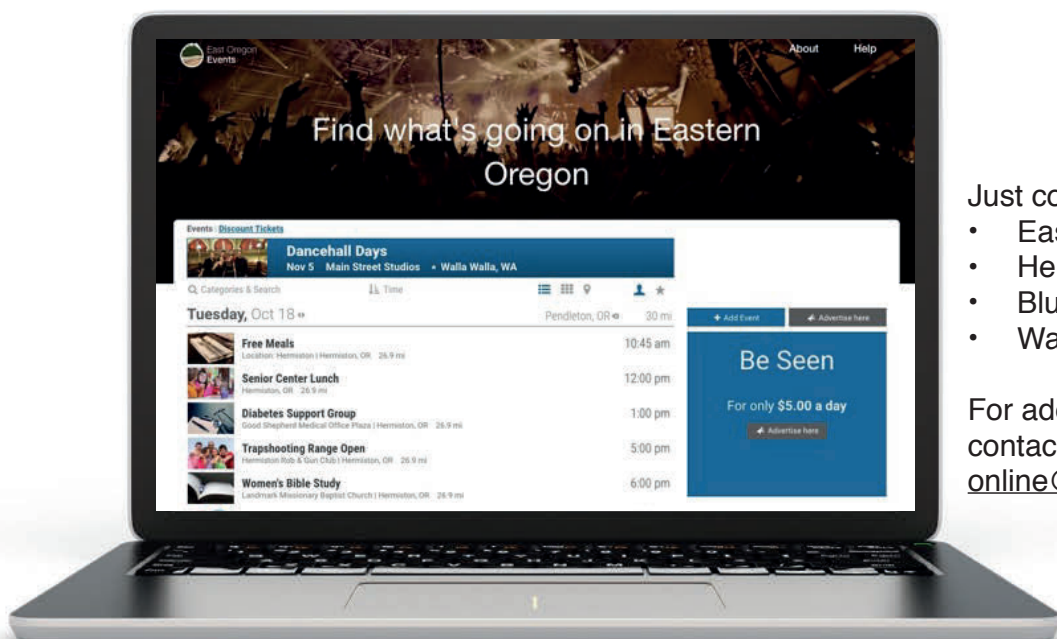 East Oregon
Events
About Help
Find what's going on in Eastern
Oregon
Events Discount Tickets
Dancehall Days
Nov 5 Main Street Studios • Walla Walla, WA
Categories & Search Time
Tuesday, Oct 18 Pendleton, OR 30 mi
Free Meals 10:45 am
Location: Hermiston | Hermiston, OR 26.9 mi
Senior Center Lunch 12:00 pm
Hermiston, OR 26.9 mi
Diabetes Support Group 1:00 pm
Good Shepherd Medical Office Plaza | Hermiston, OR 26.9 mi
Trapshooting Range Open 5:00 pm
Hermiston Rob & Gun Club | Hermiston, OR 26.9 mi
Women's Bible Study 6:00 pm
Landmark Missionary Baptist Church | Hermiston, OR 26.9 mi
+ Add Event Advertise here
Be Seen
For only $5.00 a day
Advertise here
Just co
• Eas
• He
• Blu
• Wa
For add
contac
online@